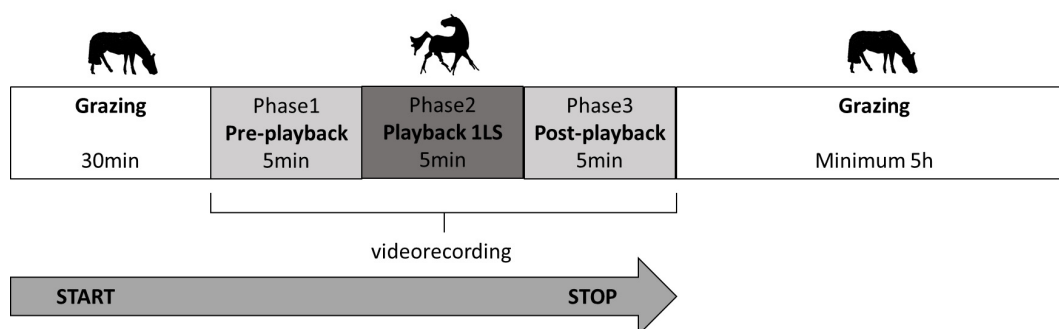 Grazing
30min
Phase1
Pre-playback
5min
Phase2
Playback 1LS
5min
Phase3
Post-playback
5min
Grazing
Minimum 5h
videorecording
START
STOP